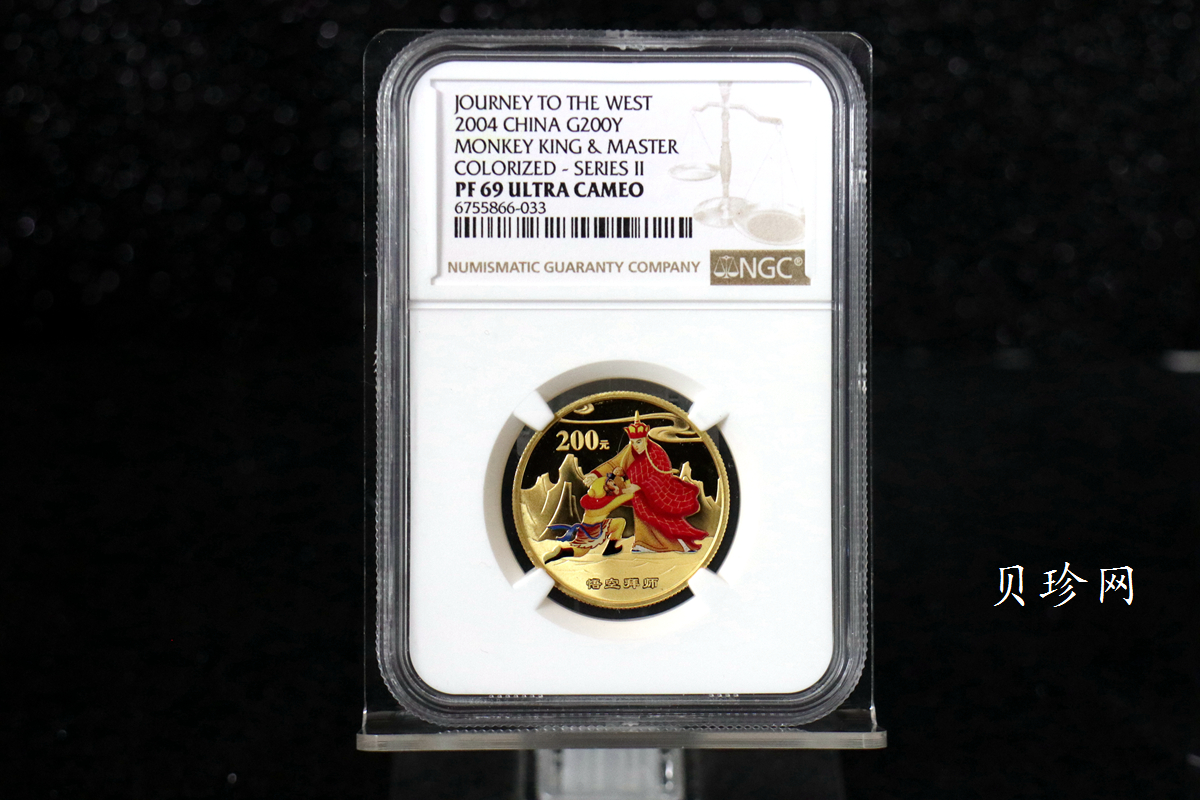 JOURNEY TO THE WEST
2004 CHINA G200Y
MONKEY KING & MASTER
COLORIZED - SERIES II
PF 69 ULTRA CAMEO
6755866-033
NUMISMATIC GUARANTY COMPANY
NGC®
200元
悟空拜师
贝珍网